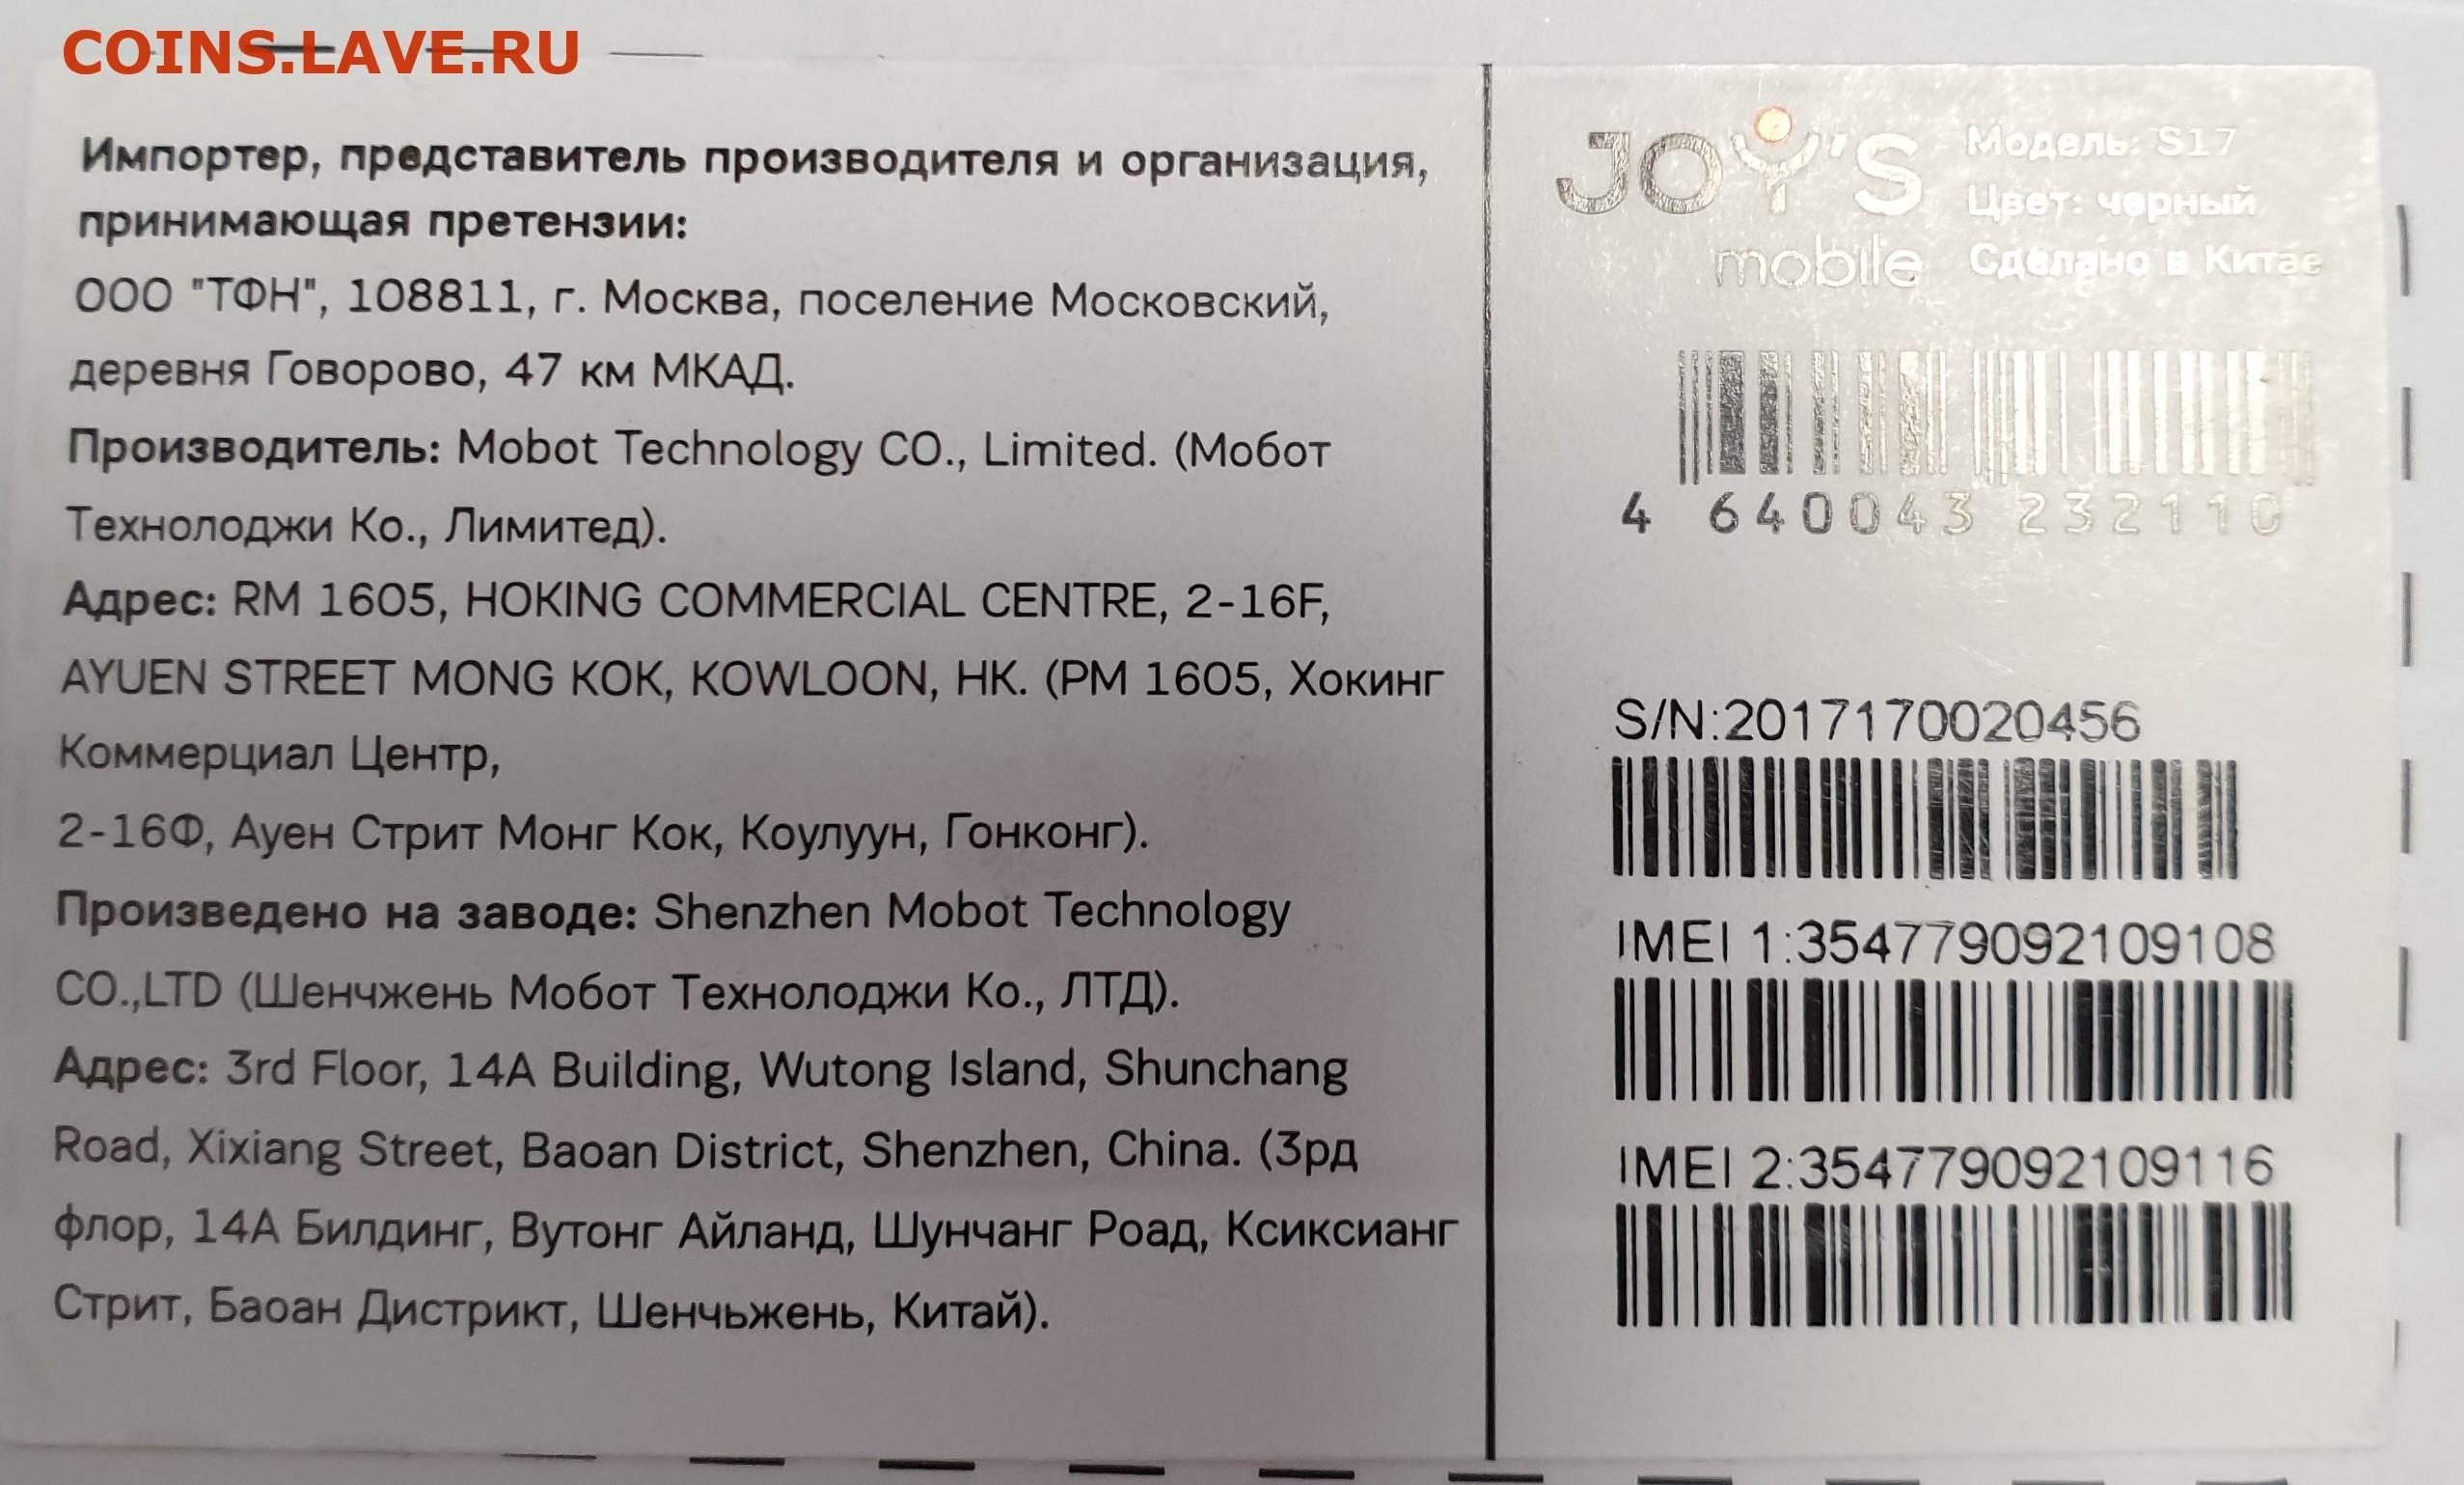 COINS.LAVE.RU
Импортер, представитель производителя и организация,
принимающая претензии:
ООО "ТФН", 108811, г. Москва, поселение Московский,
деревня Говорово, 47 км МКАД.
Производитель: Mobot Technology CO., Limited. (Мобот
Технолоджи Ко., Лимитед).
Адрес: RM 1605, HOKING COMMERCIAL CENTRE, 2-16F,
AYUEN STREET MONG KOK, KOWLOON, HK. (РМ 1605, Хокинг
Коммерциал Центр,
2-16Ф, Ауен Стрит Монг Кок, Коулуун, Гонконг).
Произведено на заводе: Shenzhen Mobot Technology
CO.,LTD (Шенчжень Мобот Технолоджи Ко., ЛТД).
Адрес: 3rd Floor, 14A Building, Wutong Island, Shunchang
Road, Xixiang Street, Baoan District, Shenzhen, China. (3рд
флор, 14А Билдинг, Вутонг Айланд, Шунчанг Роад, Ксиксианг
Стрит, Баоан Дистрикт, Шенчьжень, Китай).
JOY'S
mobile
Модель: S17
Цвет: черный
Сделано в Китае
4 640043 232110
S/N:2017170020456
IMEI 1:354779092109108
IMEI 2:354779092109116